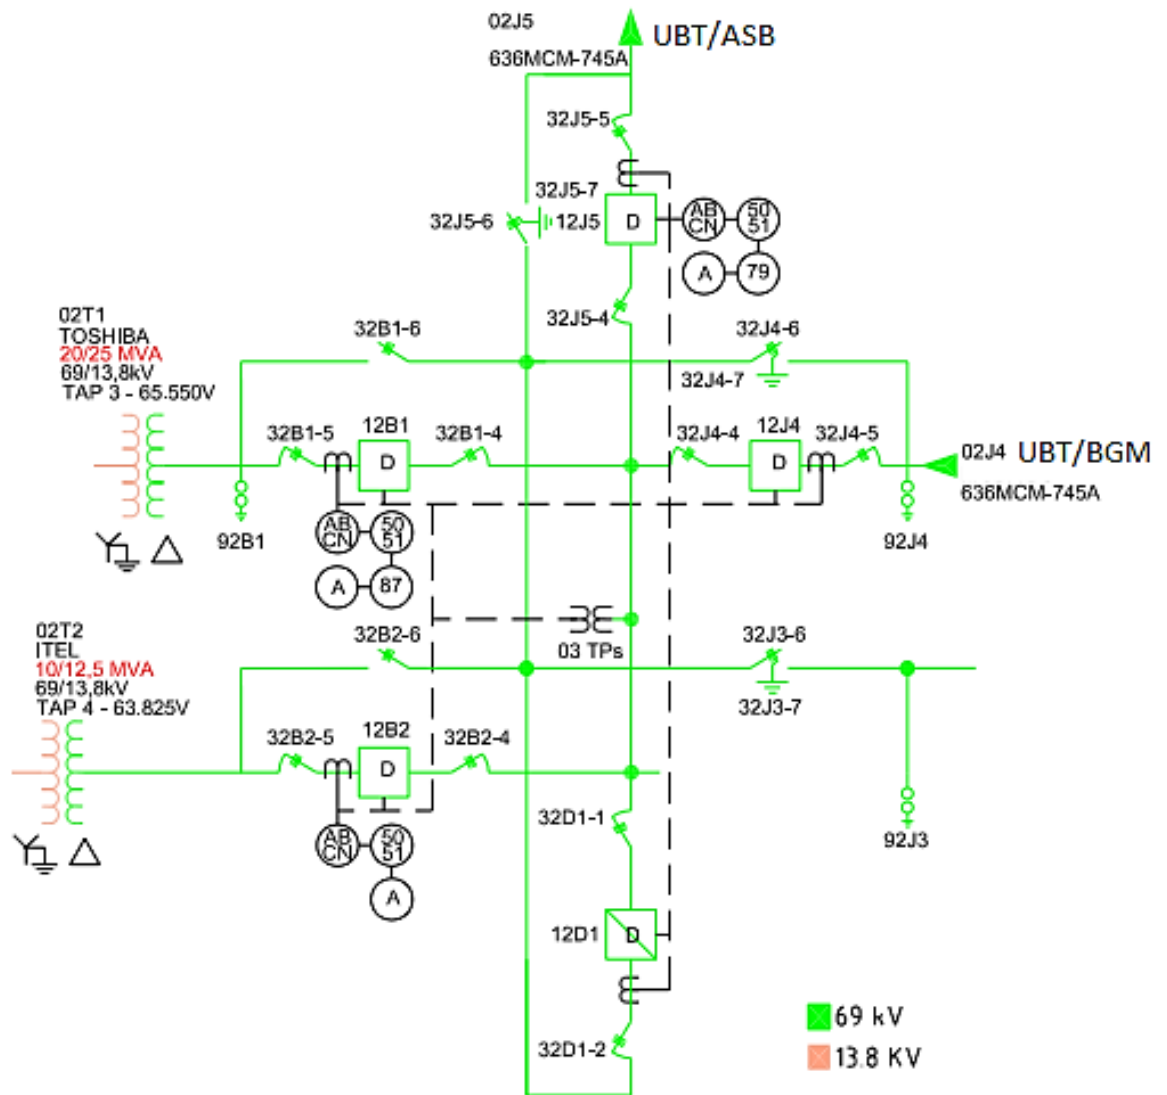 02J5
UBT/ASB
636MCM-745A
32J5-5
32J5-7
32J5-6
12J5
D
AB
CN
50
51
A
79
32J5-4
02T1
TOSHIBA
20/25 MVA
69/13,8kV
TAP 3 - 65.550V
32B1-6
32J4-6
32J4-7
32B1-5
12B1
D
32B1-4
32J4-4
12J4
D
32J4-5
02J4
UBT/BGM
636MCM-745A
92B1
AB
CN
50
51
A
87
92J4
02T2
ITEL
10/12,5 MVA
69/13,8kV
TAP 4 - 63.825V
32B2-6
03 TPs
32J3-6
32J3-7
32B2-5
12B2
D
32B2-4
AB
CN
50
51
A
32D1-1
92J3
12D1
D
32D1-2
69 kV
13.8 KV